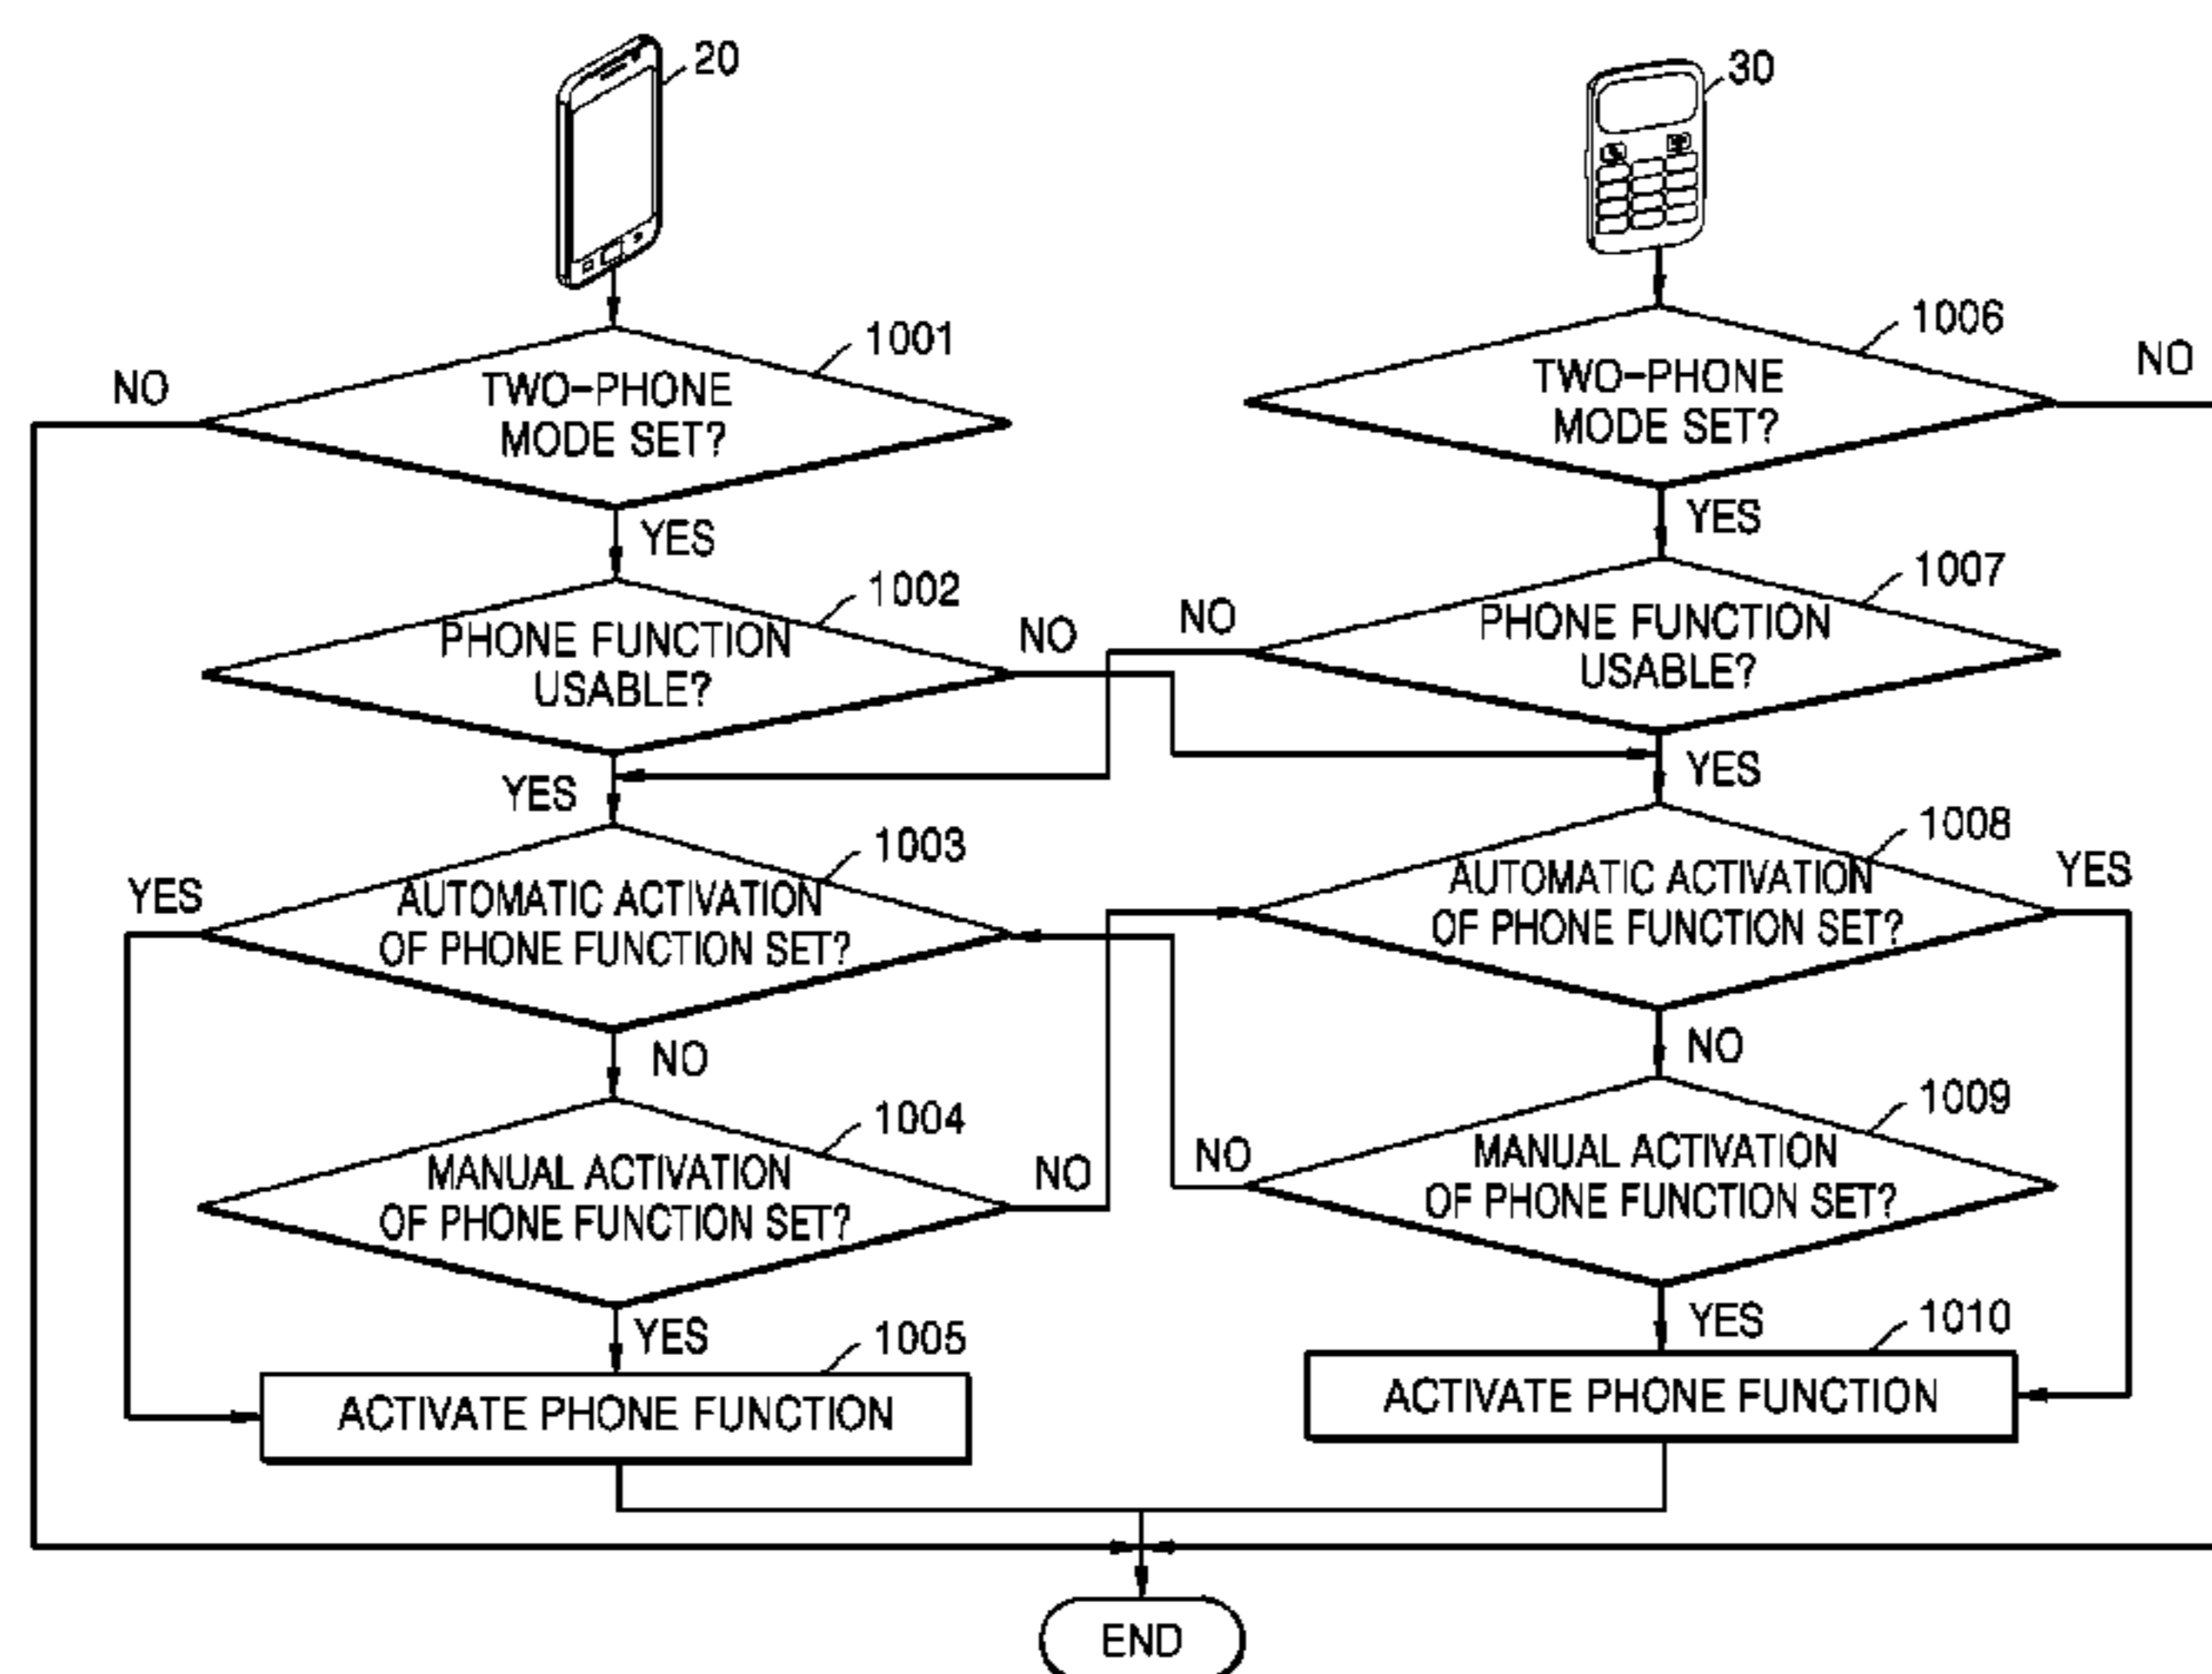 20
30
1001
NO
TWO-PHONE
MODE SET?
YES
1006
NO
TWO-PHONE
MODE SET?
YES
1002
NO
PHONE FUNCTION
USABLE?
YES
1007
NO
PHONE FUNCTION
USABLE?
YES
1003
YES
AUTOMATIC ACTIVATION
OF PHONE FUNCTION SET?
NO
1008
YES
AUTOMATIC ACTIVATION
OF PHONE FUNCTION SET?
NO
1004
NO
MANUAL ACTIVATION
OF PHONE FUNCTION SET?
YES
1009
NO
MANUAL ACTIVATION
OF PHONE FUNCTION SET?
YES
1005
ACTIVATE PHONE FUNCTION
1010
ACTIVATE PHONE FUNCTION
END